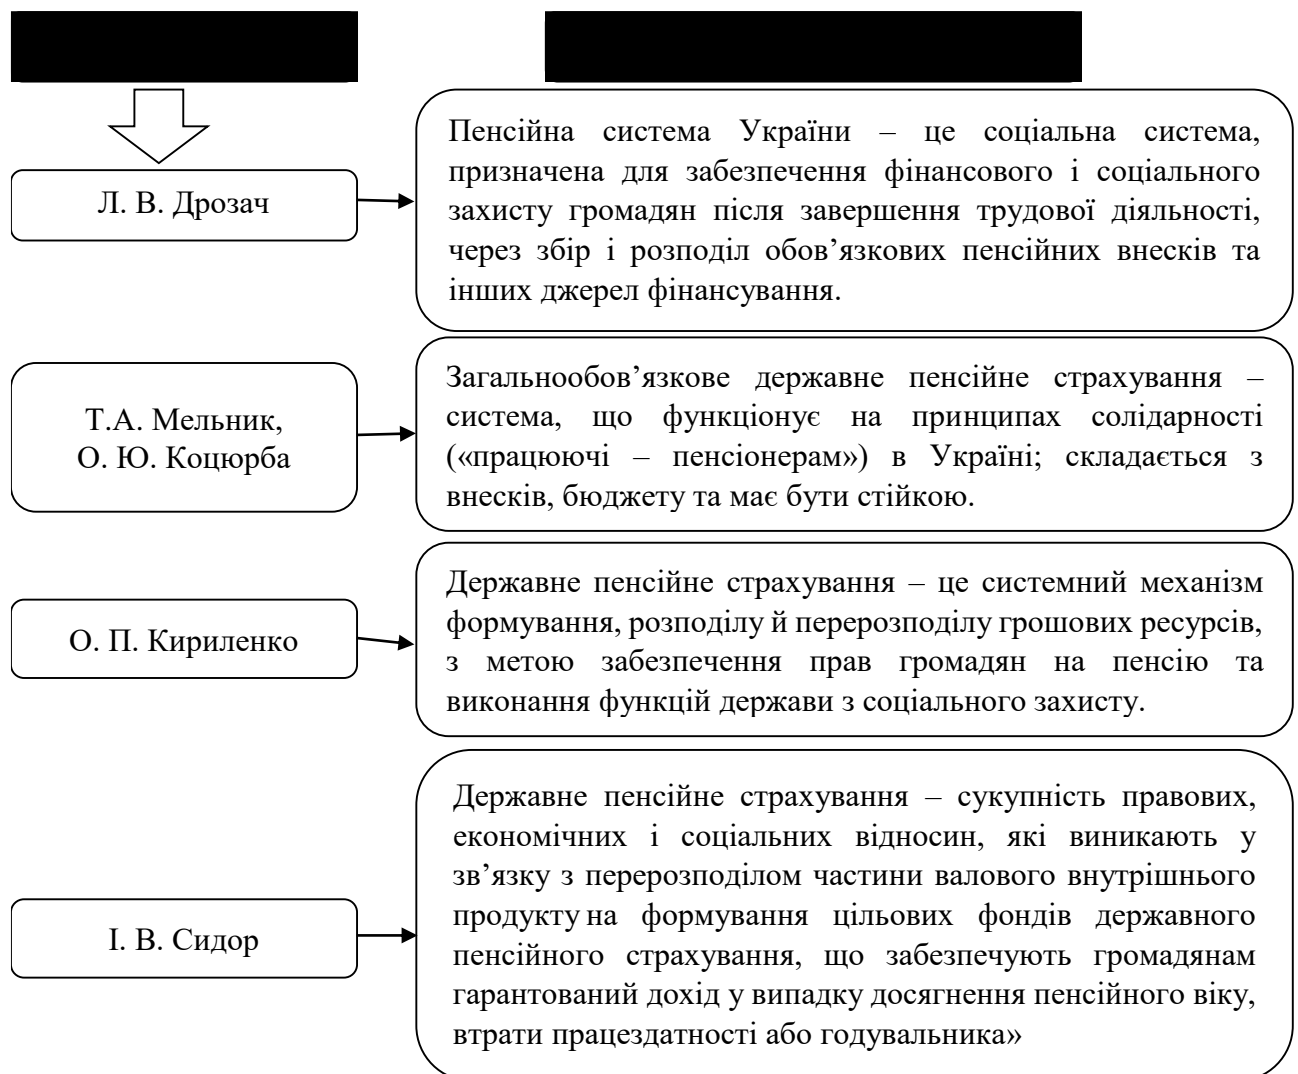 Л. В. Дрозач
Пенсійна система України – це соціальна система,
призначена для забезпечення фінансового і соціального
захисту громадян після завершення трудової діяльності,
через збір і розподіл обов’язкових пенсійних внесків та
інших джерел фінансування.
Т.А. Мельник,
О. Ю. Коцюрба
Загальнообов’язкове державне пенсійне страхування –
система, що функціонує на принципах солідарності
(«працюючі – пенсіонерам») в Україні; складається з
внесків, бюджету та має бути стійкою.
О. П. Кириленко
Державне пенсійне страхування – це системний механізм
формування, розподілу й перерозподілу грошових ресурсів,
з метою забезпечення прав громадян на пенсію та
виконання функцій держави з соціального захисту.
І. В. Сидор
Державне пенсійне страхування – сукупність правових,
економічних і соціальних відносин, які виникають у
зв’язку з перерозподілом частини валового внутрішнього
продукту на формування цільових фондів державного
пенсійного страхування, що забезпечують громадянам
гарантований дохід у випадку досягнення пенсійного віку,
втрати працездатності або годувальника»